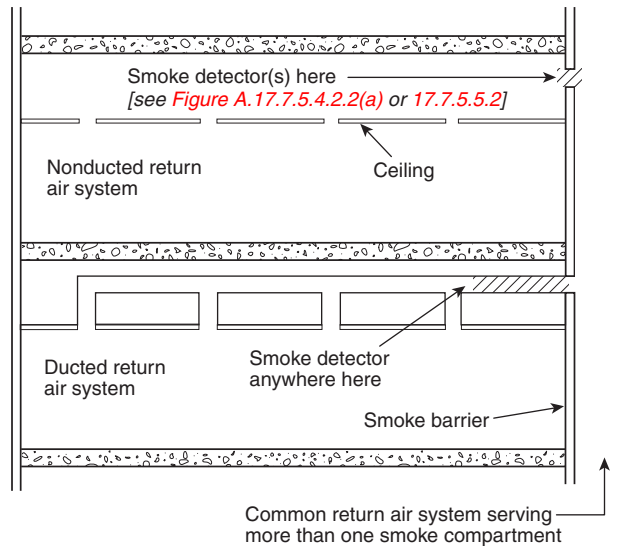 Smoke detector(s) here
[see Figure A.17.7.5.4.2.2(a) or 17.7.5.5.2]
Nonducted return
air system
Ceiling
Ducted return
air system
Smoke detector
anywhere here
Smoke barrier
Common return air system serving
more than one smoke compartment